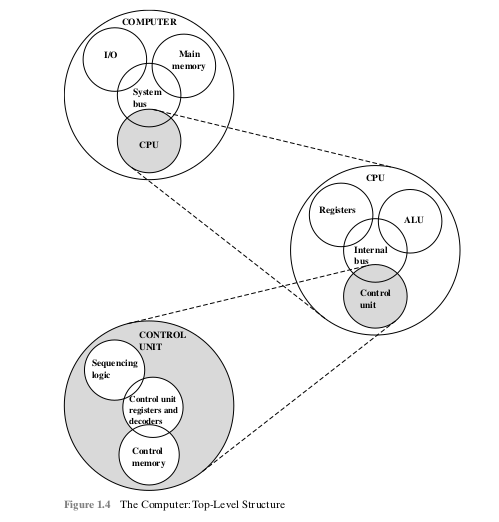 COMPUTER
I/O
Main
memory
System
bus
CPU
CPU
Registers
ALU
Internal
bus
Control
unit
CONTROL
UNIT
Sequencing
logic
Control unit
registers and
decoders
Control
memory
Figure 1.4 The Computer: Top-Level Structure